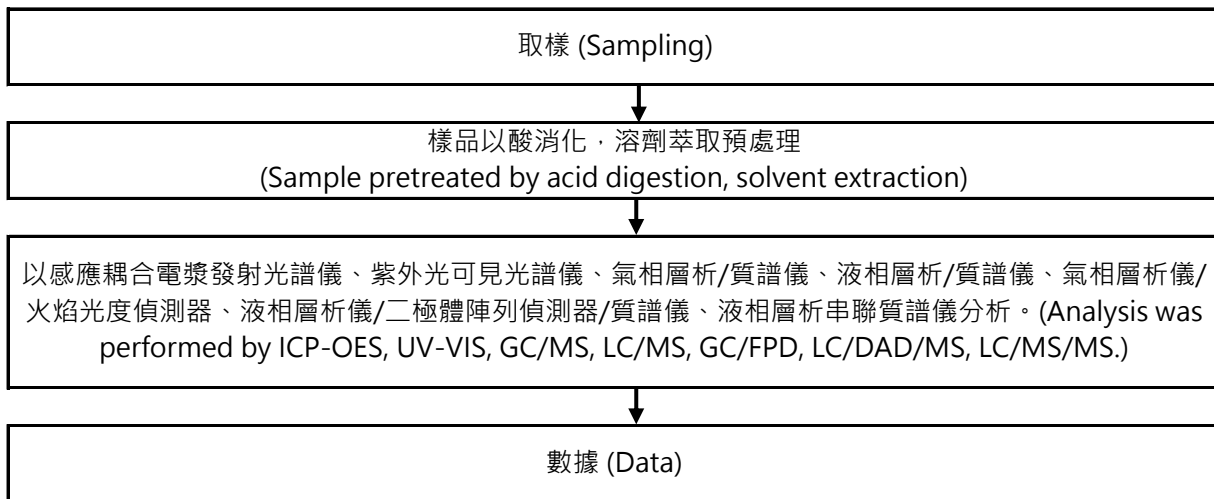 取樣 (Sampling)
樣品以酸消化，溶劑萃取預處理
(Sample pretreated by acid digestion, solvent extraction)
以感應耦合電漿發射光譜儀、紫外光可見光譜儀、氣相層析/質譜儀、液相層析/質譜儀、氣相層析儀/
火焰光度偵測器、液相層析儀/二極體陣列偵測器/質譜儀、液相層析串聯質譜儀分析。(Analysis was
performed by ICP-OES, UV-VIS, GC/MS, LC/MS, GC/FPD, LC/DAD/MS, LC/MS/MS.)
數據 (Data)